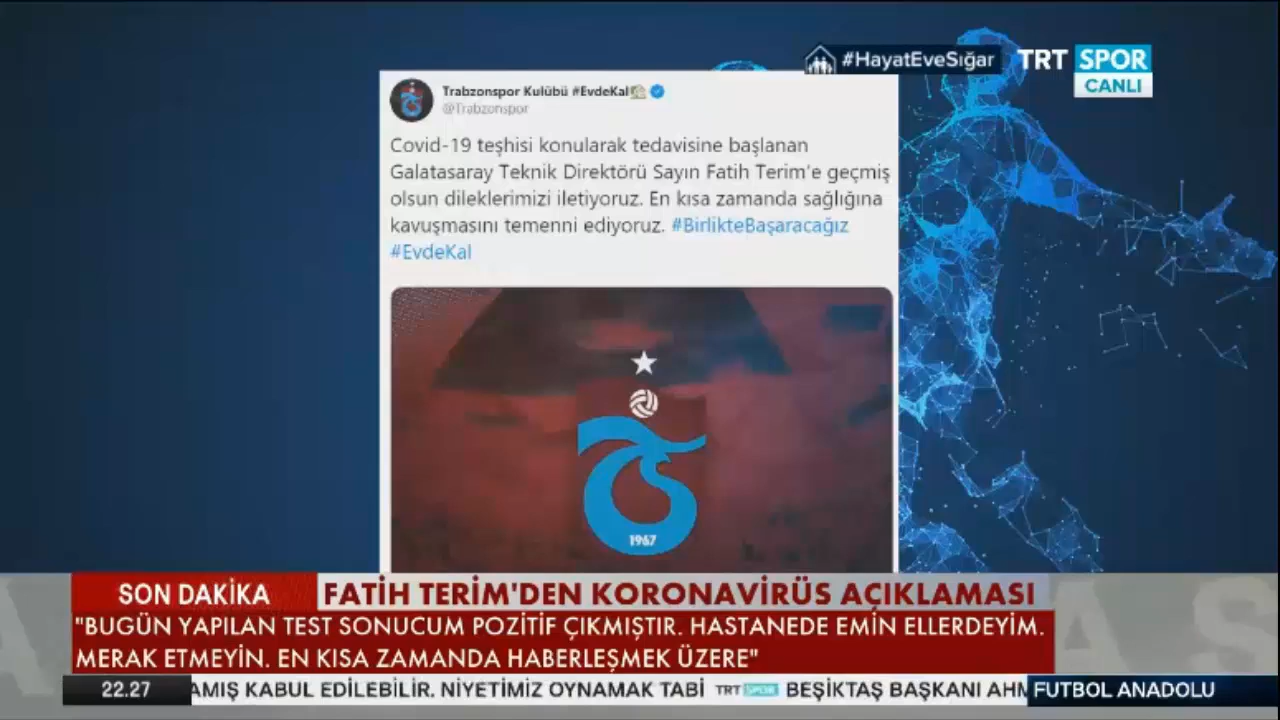 #HayatEveSığar
TRT SPOR
CANLI
Trabzonspor Kulübü #EvdeKal
@Trabzonspor
Covid-19 teşhisi konularak tedavisine başlanan
Galatasaray Teknik Direktörü Sayın Fatih Terim'e geçmiş
olsun dileklerimizi iletiyoruz. En kısa zamanda sağlığına
kavuşmasını temenni ediyoruz. #BirlikteBaşaracağız
#EvdeKal
1967
SON DAKİKA
FATİH TERİM'DEN KORONAVİRÜS AÇIKLAMASI
"BUGÜN YAPILAN TEST SONUCUM POZİTİF ÇIKMIŞTIR. HASTANEDE EMİN ELLERDEYİM.
MERAK ETMEYİN. EN KISA ZAMANDA HABERLEŞMEK ÜZERE"
22.27 AMIŞ KABUL EDİLEBİLİR. NİYETİMİZ OYNAMAK TABİ TRT SPOR BEŞİKTAŞ BAŞKANI AHM FUTBOL ANADOLU